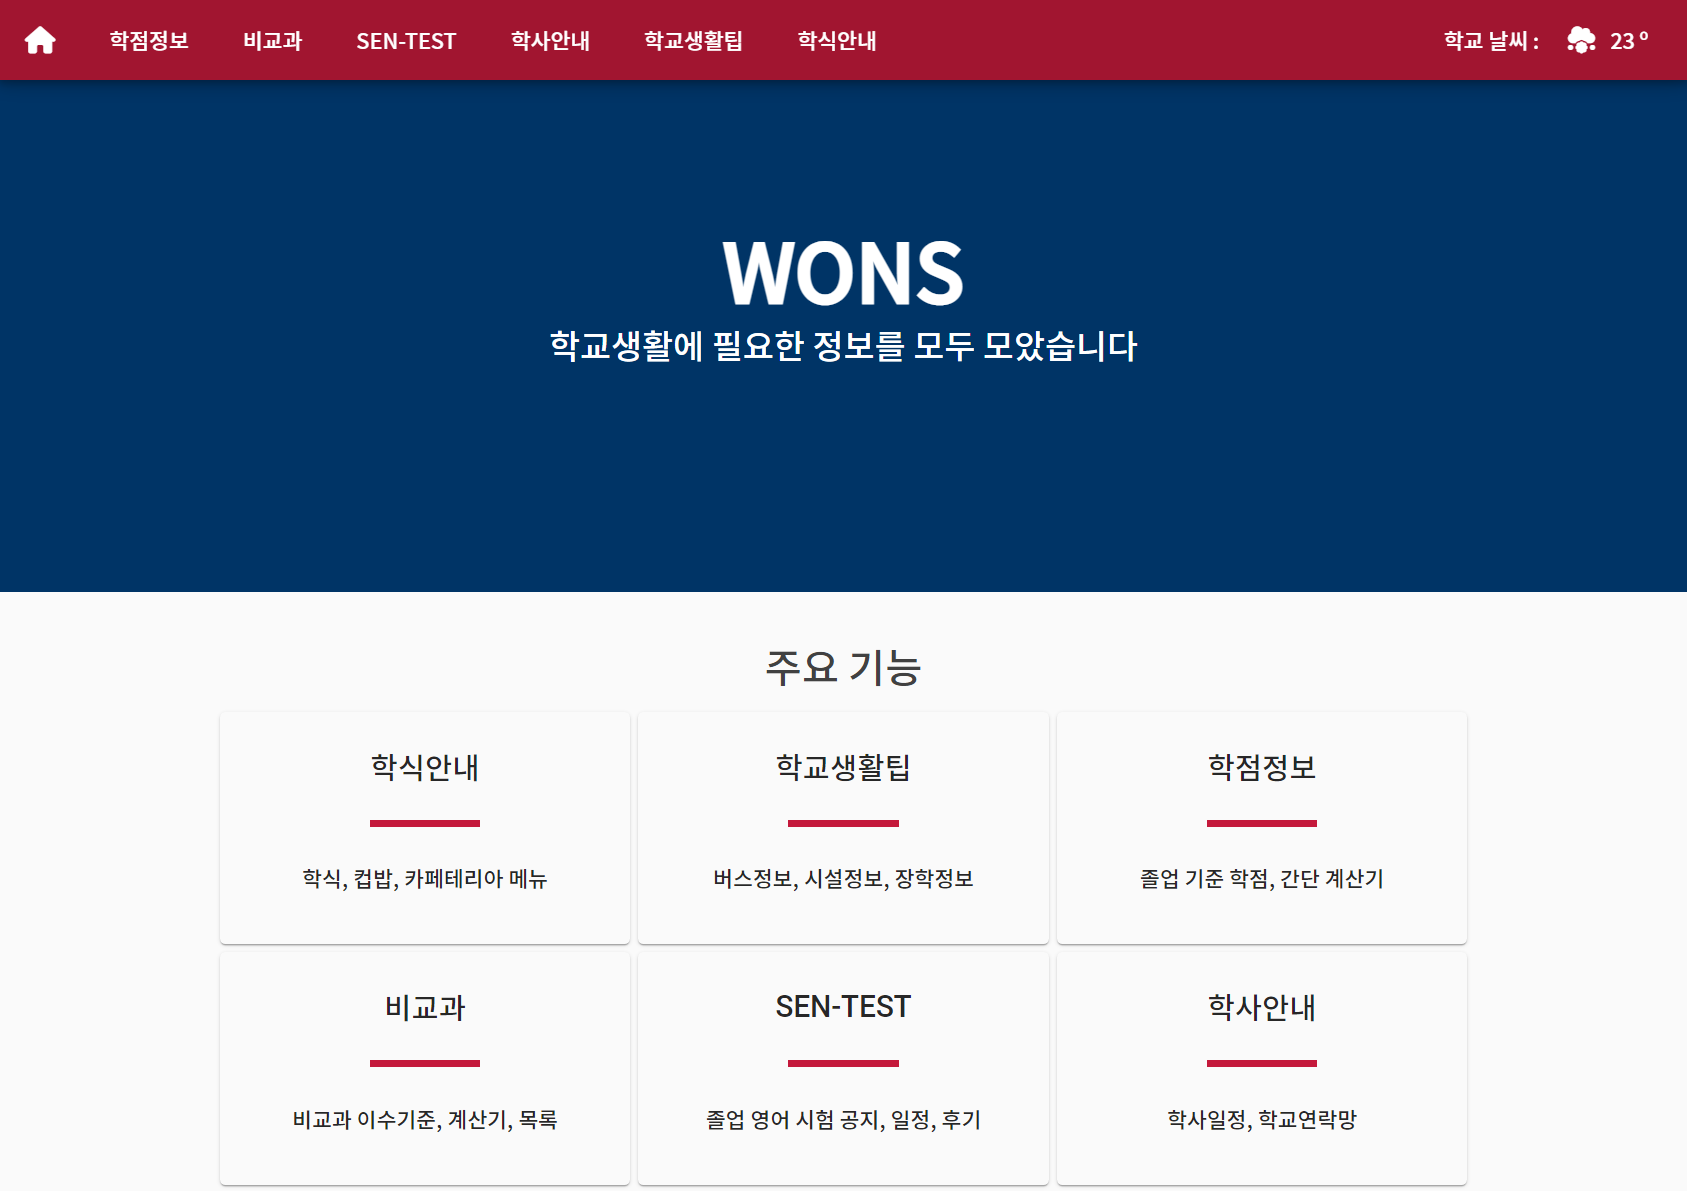 학점정보 비교과 SEN-TEST 학사안내 학교생활팁 학식안내 학교 날씨 : 23 º
WONS
학교생활에 필요한 정보를 모두 모았습니다
주요 기능
학식안내
학식, 컵밥, 카페테리아 메뉴
학교생활팁
버스정보, 시설정보, 장학정보
학점정보
졸업 기준 학점, 간단 계산기
비교과
비교과 이수기준, 계산기, 목록
SEN-TEST
졸업 영어 시험 공지, 일정, 후기
학사안내
학사일정, 학교연락망